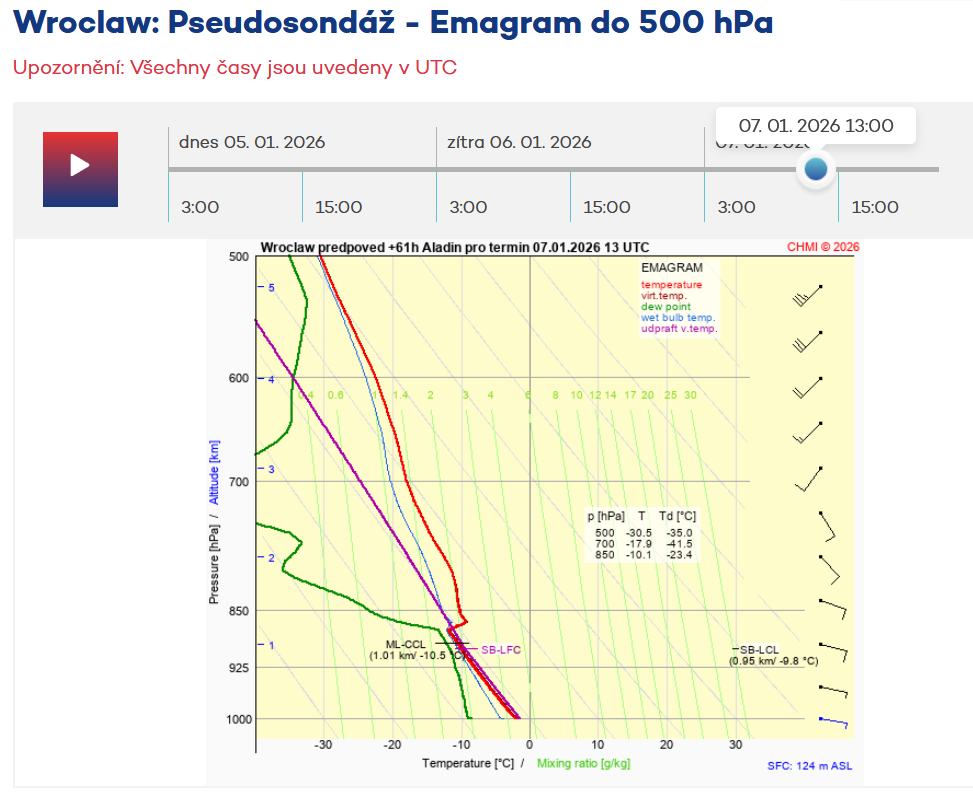 Wroclaw: Pseudosondáž - Emagram do 500 hPa
Upozornění: Všechny časy jsou uvedeny v UTC
07. 01. 2026 13:00
dnes 05. 01. 2026
zítra 06. 01. 2026
07. 01. 2026
3:00
15:00
3:00
15:00
3:00
15:00
Wroclaw predpoved +61h Aladin pro termin 07.01.2026 13 UTC
CHMI © 2026
EMAGRAM
temperature
virt.temp.
dew point
wet bulb temp.
udpraft v.temp.
500
600
700
850
925
1000
5
4
3
2
1
Pressure [hPa] / Altitude [km]
0.4 0.6 1 1.4 2 3 4 6 8 10 12 14 17 20 25 30
p [hPa] T Td [°C]
500 -30.5 -35.0
700 -17.9 -41.5
850 -10.1 -23.4
ML-CCL
(1.01 km/ -10.5 °C)
SB-LFC
SB-LCL
(0.95 km/ -9.8 °C)
-30 -20 -10 0 10 20 30
Temperature [°C] / Mixing ratio [g/kg]
SFC: 124 m ASL